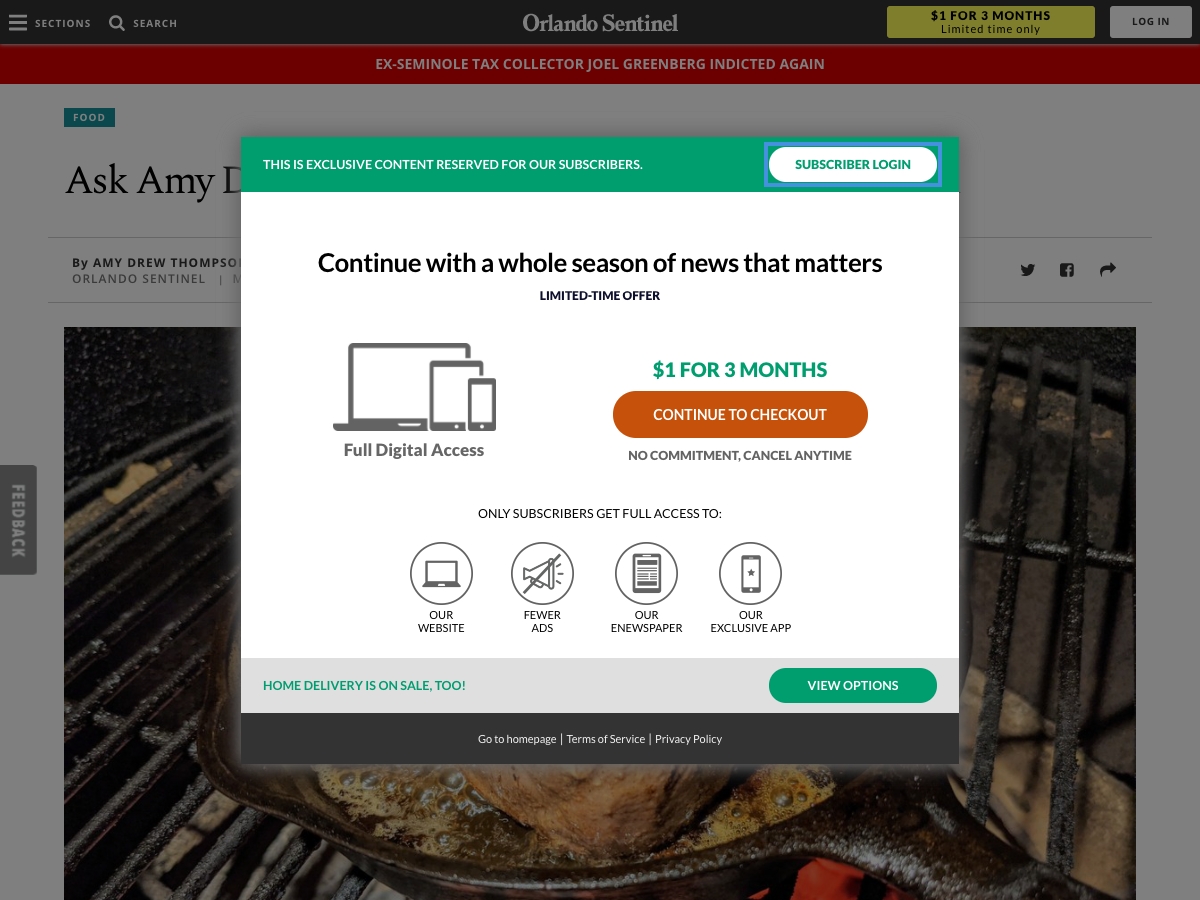 SECTIONS
SEARCH
Orlando Sentinel
$1 FOR 3 MONTHS
Limited time only
LOG IN
EX-SEMINOLE TAX COLLECTOR JOEL GREENBERG INDICTED AGAIN
FOOD
Ask Amy
By AMY DREW THOMPSO
ORLANDO SENTINEL |
THIS IS EXCLUSIVE CONTENT RESERVED FOR OUR SUBSCRIBERS.
SUBSCRIBER LOGIN
Continue with a whole season of news that matters
LIMITED-TIME OFFER
Full Digital Access
$1 FOR 3 MONTHS
CONTINUE TO CHECKOUT
NO COMMITMENT, CANCEL ANYTIME
FEEDBACK
ONLY SUBSCRIBERS GET FULL ACCESS TO:
OUR
WEBSITE
FEWER
ADS
OUR
ENEWSPAPER
OUR
EXCLUSIVE APP
HOME DELIVERY IS ON SALE, TOO!
VIEW OPTIONS
Go to homepage | Terms of Service | Privacy Policy